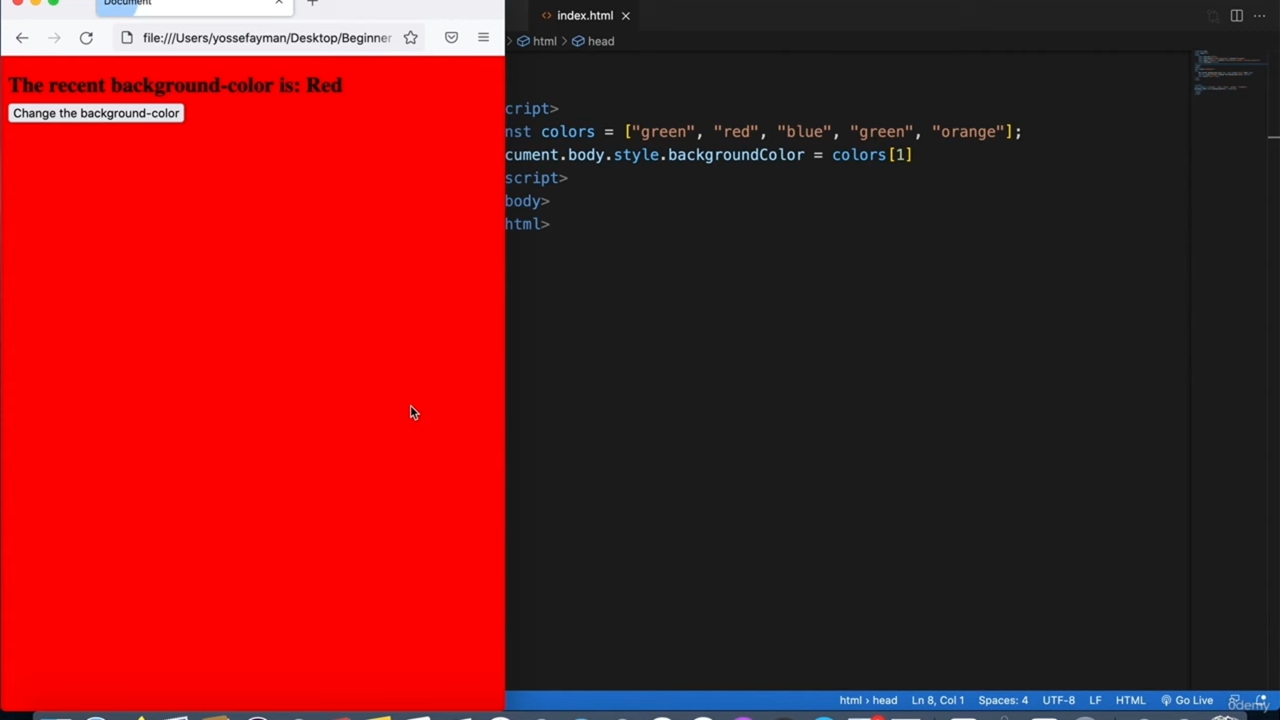 Document
file:///Users/yossefayman/Desktop/Beginner
The recent background-color is: Red
Change the background-color
index.html
html > head
cript>
nst colors = ["green", "red", "blue", "green", "orange"];
cument.body.style.backgroundColor = colors[1]
script>
body>
html>
html › head Ln 8, Col 1 Spaces: 4 UTF-8 LF HTML Go Live
ûdemy